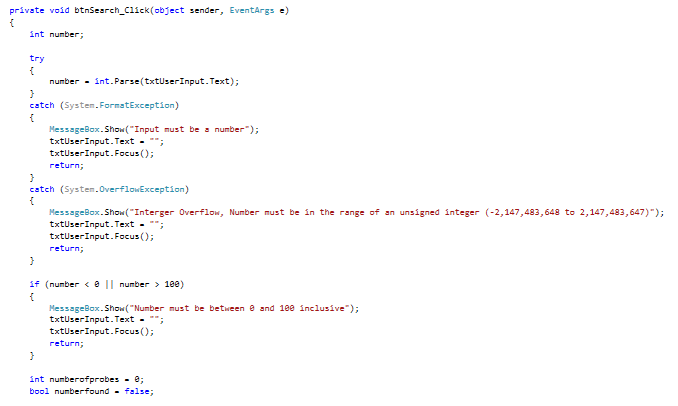 private void btnSearch_Click(object sender, EventArgs e)
{
int number;
try
{
number = int.Parse(txtUserInput.Text);
}
catch (System.FormatException)
{
MessageBox.Show("Input must be a number");
txtUserInput.Text = "";
txtUserInput.Focus();
return;
}
catch (System.OverflowException)
{
MessageBox.Show("Interger Overflow, Number must be in the range of an unsigned integer (-2,147,483,648 to 2,147,483,647)");
txtUserInput.Text = "";
txtUserInput.Focus();
return;
}
if (number < 0 || number > 100)
{
MessageBox.Show("Number must be between 0 and 100 inclusive");
txtUserInput.Text = "";
txtUserInput.Focus();
return;
}
int numberofprobes = 0;
bool numberfound = false;